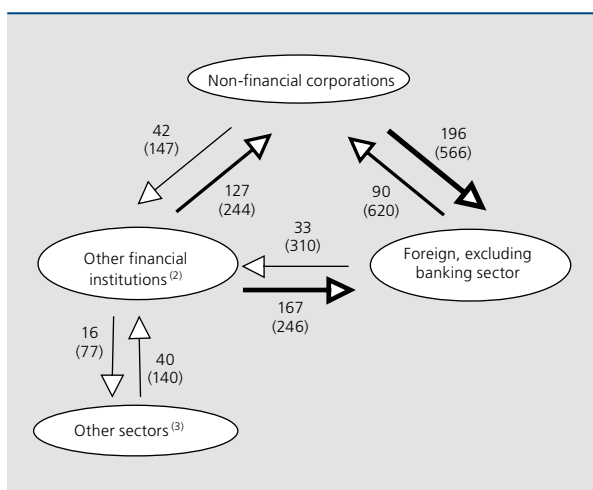 Non-financial corporations
42
(147)
196
(566)
127
(244)
90
(620)
33
(310)
Other financial
institutions (2)
Foreign, excluding
banking sector
167
(246)
16
(77)
40
(140)
Other sectors (3)